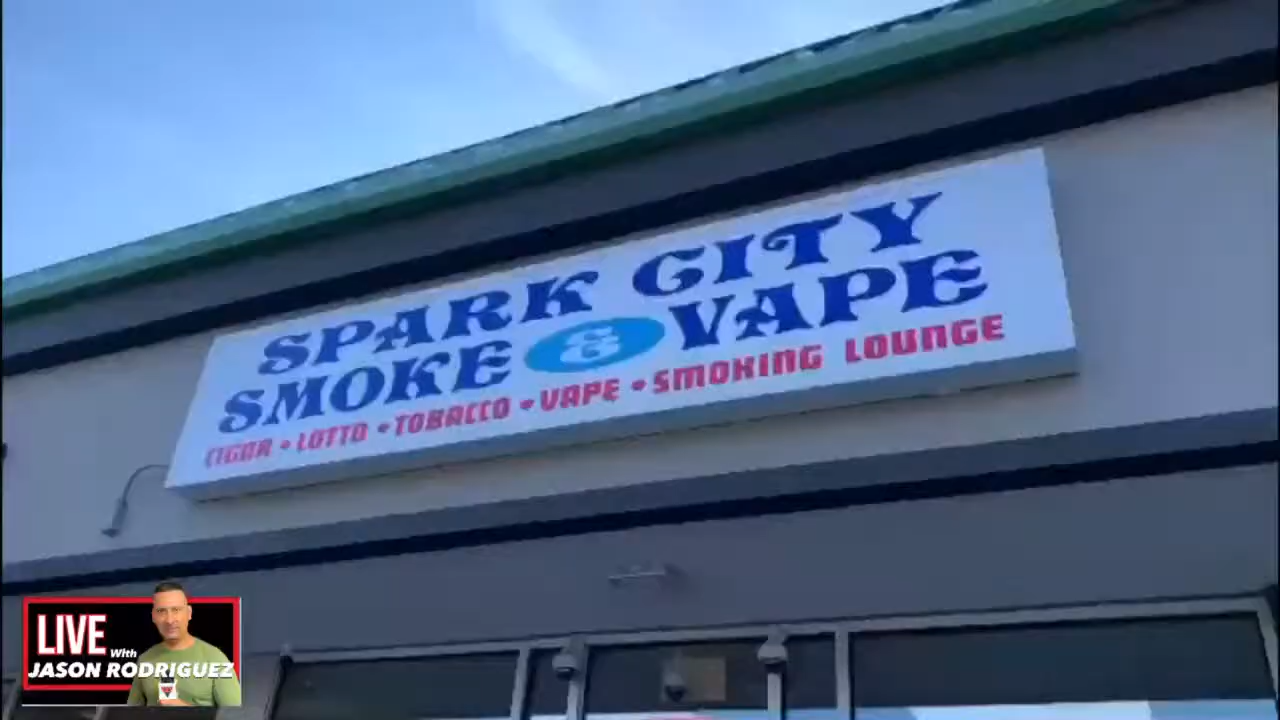 SPARK CITY
SMOKE & VAPE
CIGAR • LOTTO • TOBACCO • VAPE • SMOKING LOUNGE
LIVE With
JASON RODRIGUEZ